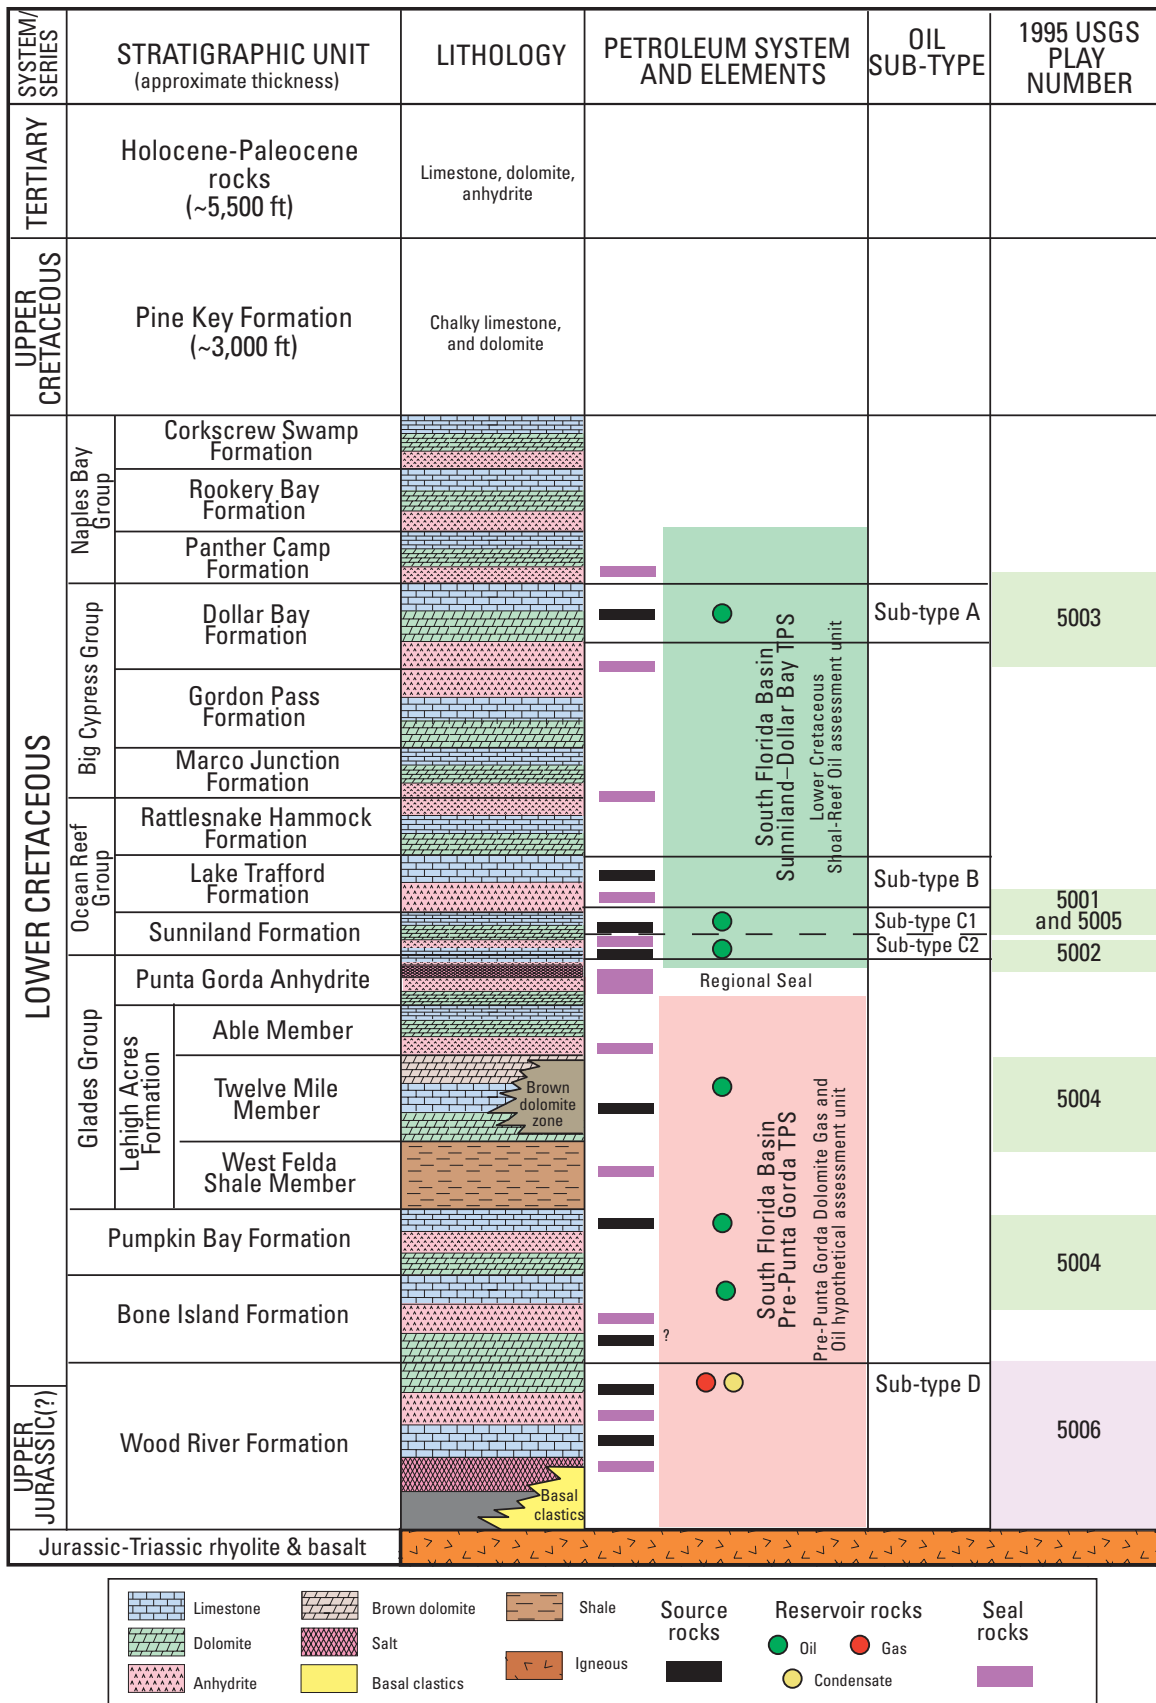 SYSTEM/
SERIES
STRATIGRAPHIC UNIT
(approximate thickness)
LITHOLOGY
PETROLEUM SYSTEM
AND ELEMENTS
OIL
SUB-TYPE
1995 USGS
PLAY
NUMBER
TERTIARY
Holocene-Paleocene
rocks
(~5,500 ft)
Limestone, dolomite,
anhydrite
UPPER
CRETACEOUS
Pine Key Formation
(~3,000 ft)
Chalky limestone,
and dolomite
LOWER CRETACEOUS
Naples Bay
Group
Corkscrew Swamp
Formation
Rookery Bay
Formation
Panther Camp
Formation
Big Cypress Group
Dollar Bay
Formation
Sub-type A
5003
Gordon Pass
Formation
Marco Junction
Formation
South Florida Basin
Sunniland–Dollar Bay TPS
Lower Cretaceous
Shoal-Reef Oil assessment unit
Ocean Reef
Group
Rattlesnake Hammock
Formation
Lake Trafford
Formation
Sub-type B
5001
and 5005
Sunniland Formation
Sub-type C1
Sub-type C2
5002
Glades Group
Punta Gorda Anhydrite
Regional Seal
Lehigh Acres
Formation
Able Member
Twelve Mile
Member
Brown
dolomite
zone
5004
West Felda
Shale Member
South Florida Basin
Pre-Punta Gorda TPS
Pre-Punta Gorda Dolomite Gas and
Oil hypothetical assessment unit
Pumpkin Bay Formation
5004
Bone Island Formation
?
UPPER
JURASSIC(?)
Wood River Formation
Sub-type D
5006
Basal
clastics
Jurassic-Triassic rhyolite & basalt
Limestone
Dolomite
Anhydrite
Brown dolomite
Salt
Basal clastics
Shale
Igneous
Source
rocks
Reservoir rocks
Oil
Gas
Condensate
Seal
rocks